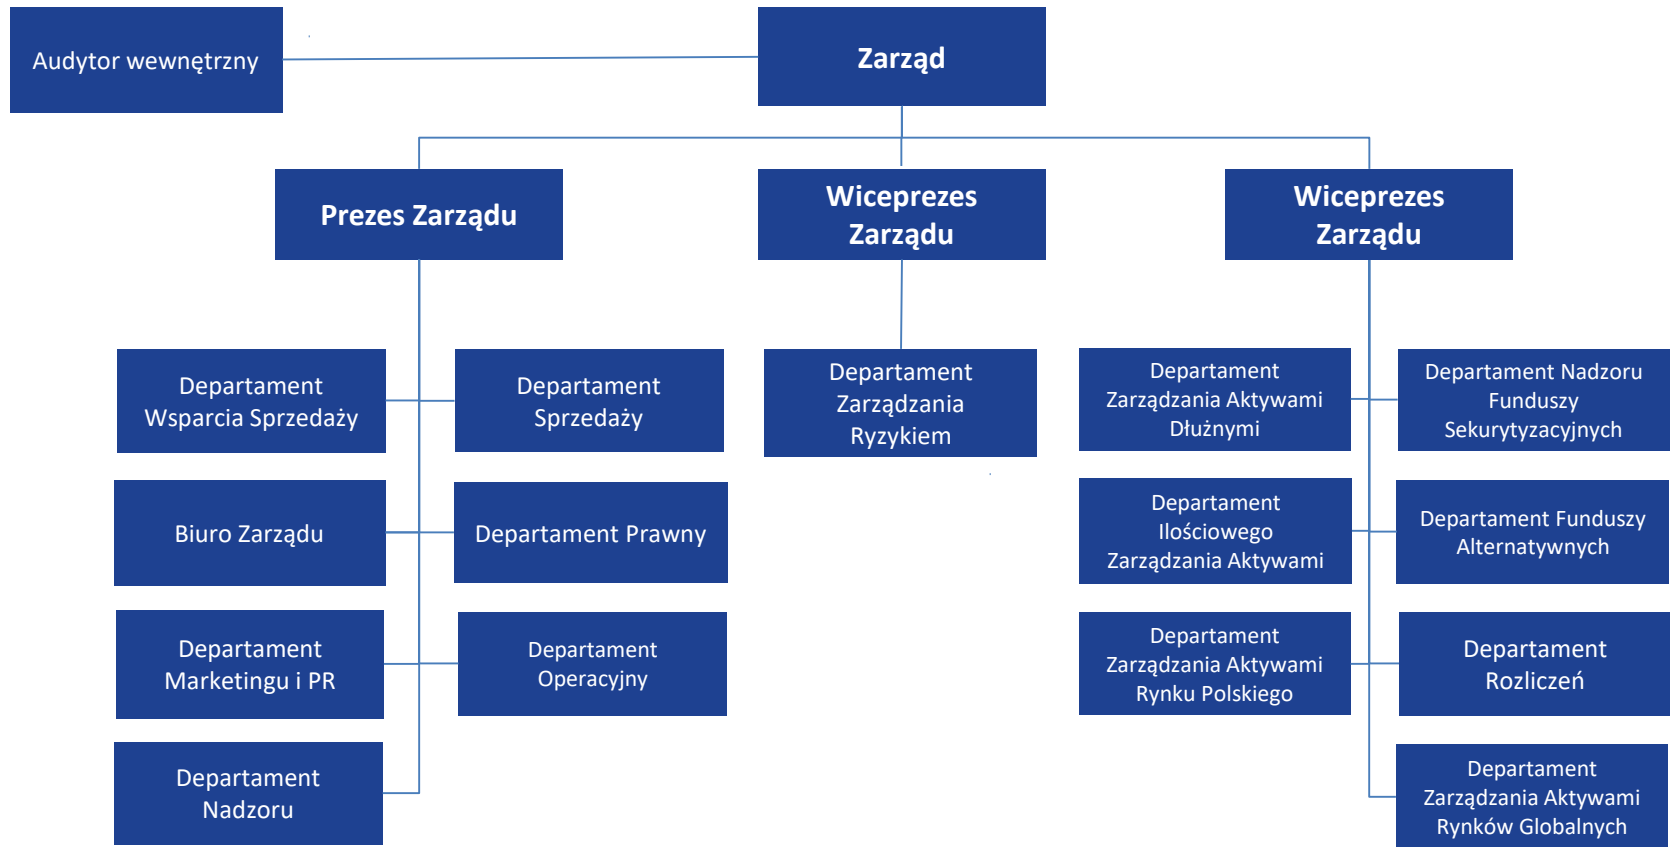 Audytor wewnętrzny
Zarząd
Prezes Zarządu
Wiceprezes
Zarządu
Wiceprezes
Zarządu
Departament
Wsparcia Sprzedaży
Departament
Sprzedaży
Departament
Zarządzania
Ryzykiem
Departament
Zarządzania Aktywami
Dłużnymi
Departament Nadzoru
Funduszy
Sekurytyzacyjnych
Biuro Zarządu
Departament Prawny
Departament
Ilościowego
Zarządzania Aktywami
Departament Funduszy
Alternatywnych
Departament
Marketingu i PR
Departament
Operacyjny
Departament
Zarządzania Aktywami
Rynku Polskiego
Departament
Rozliczeń
Departament
Nadzoru
Departament
Zarządzania Aktywami
Rynków Globalnych